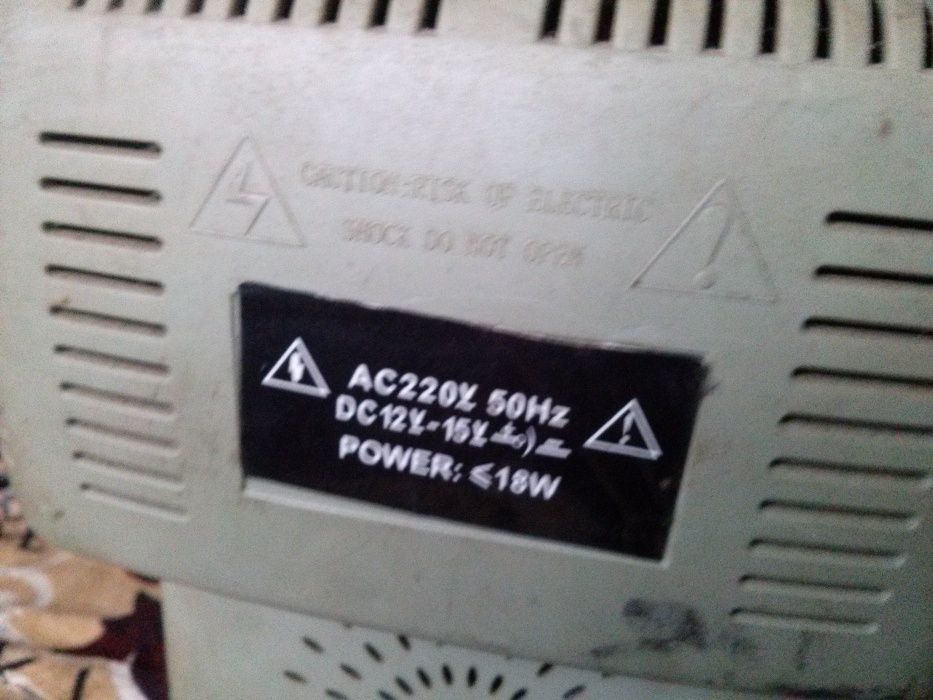 CAUTION:RISK OF ELECTRIC
SHOCK DO NOT OPEN
AC220V 50Hz
DC12V-15V
POWER: ≤18W